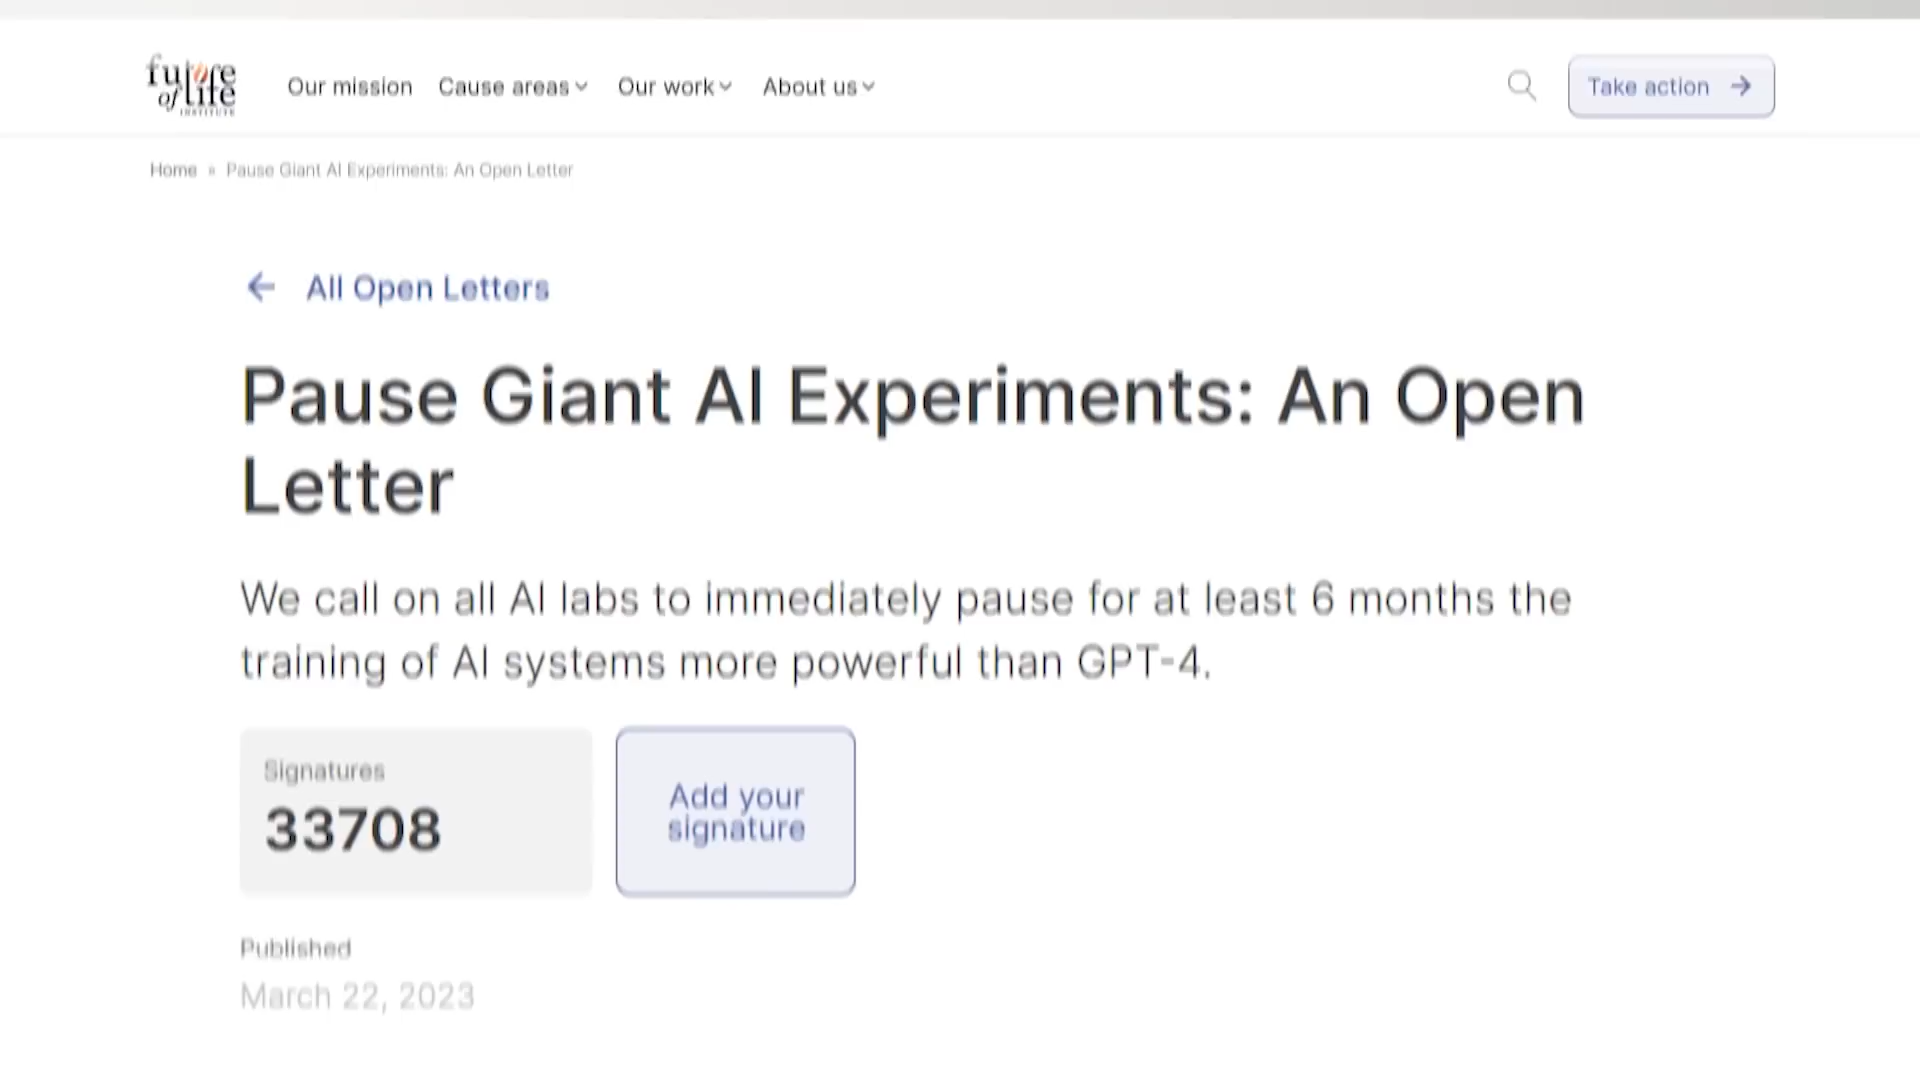 future
of life
INSTITUTE
Our mission Cause areas Our work About us Take action
Home » Pause Giant AI Experiments: An Open Letter
All Open Letters
Pause Giant AI Experiments: An Open
Letter
We call on all AI labs to immediately pause for at least 6 months the
training of AI systems more powerful than GPT-4.
Signatures
33708
Add your
signature
Published
March 22, 2023